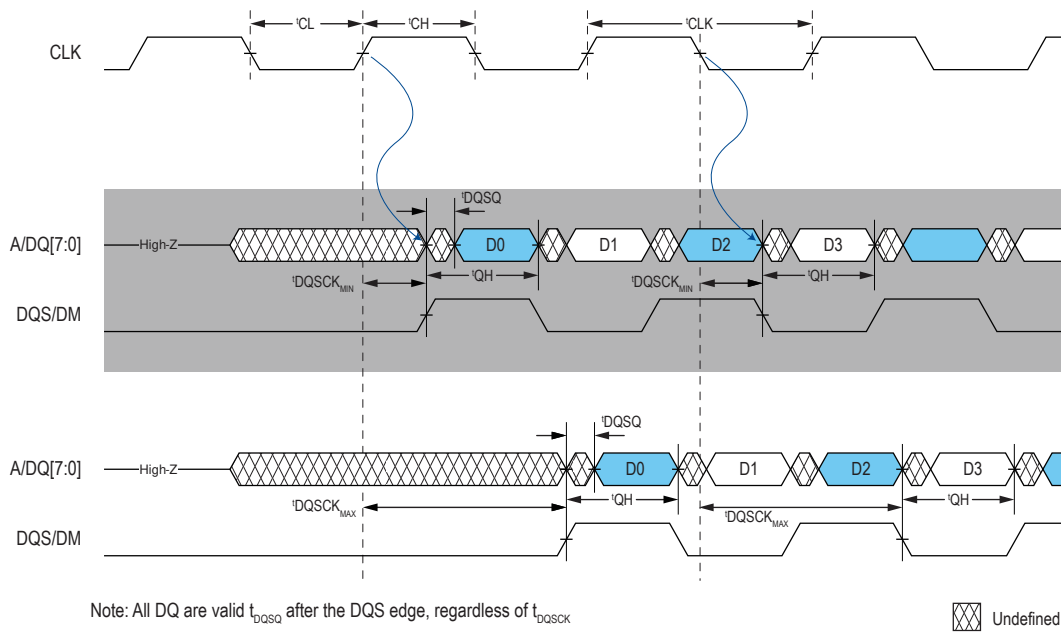 tCL tCH tCLK
CLK
tDQSQ
A/DQ[7:0] High-Z D0 D1 D2 D3
tDQSCKMIN tQH tDQSCKMIN tQH
DQS/DM
tDQSQ
A/DQ[7:0] High-Z D0 D1 D2 D3
tDQSCKMAX tQH tDQSCKMAX tQH
DQS/DM
Note: All DQ are valid tDQSQ after the DQS edge, regardless of tDQSCK
Undefined